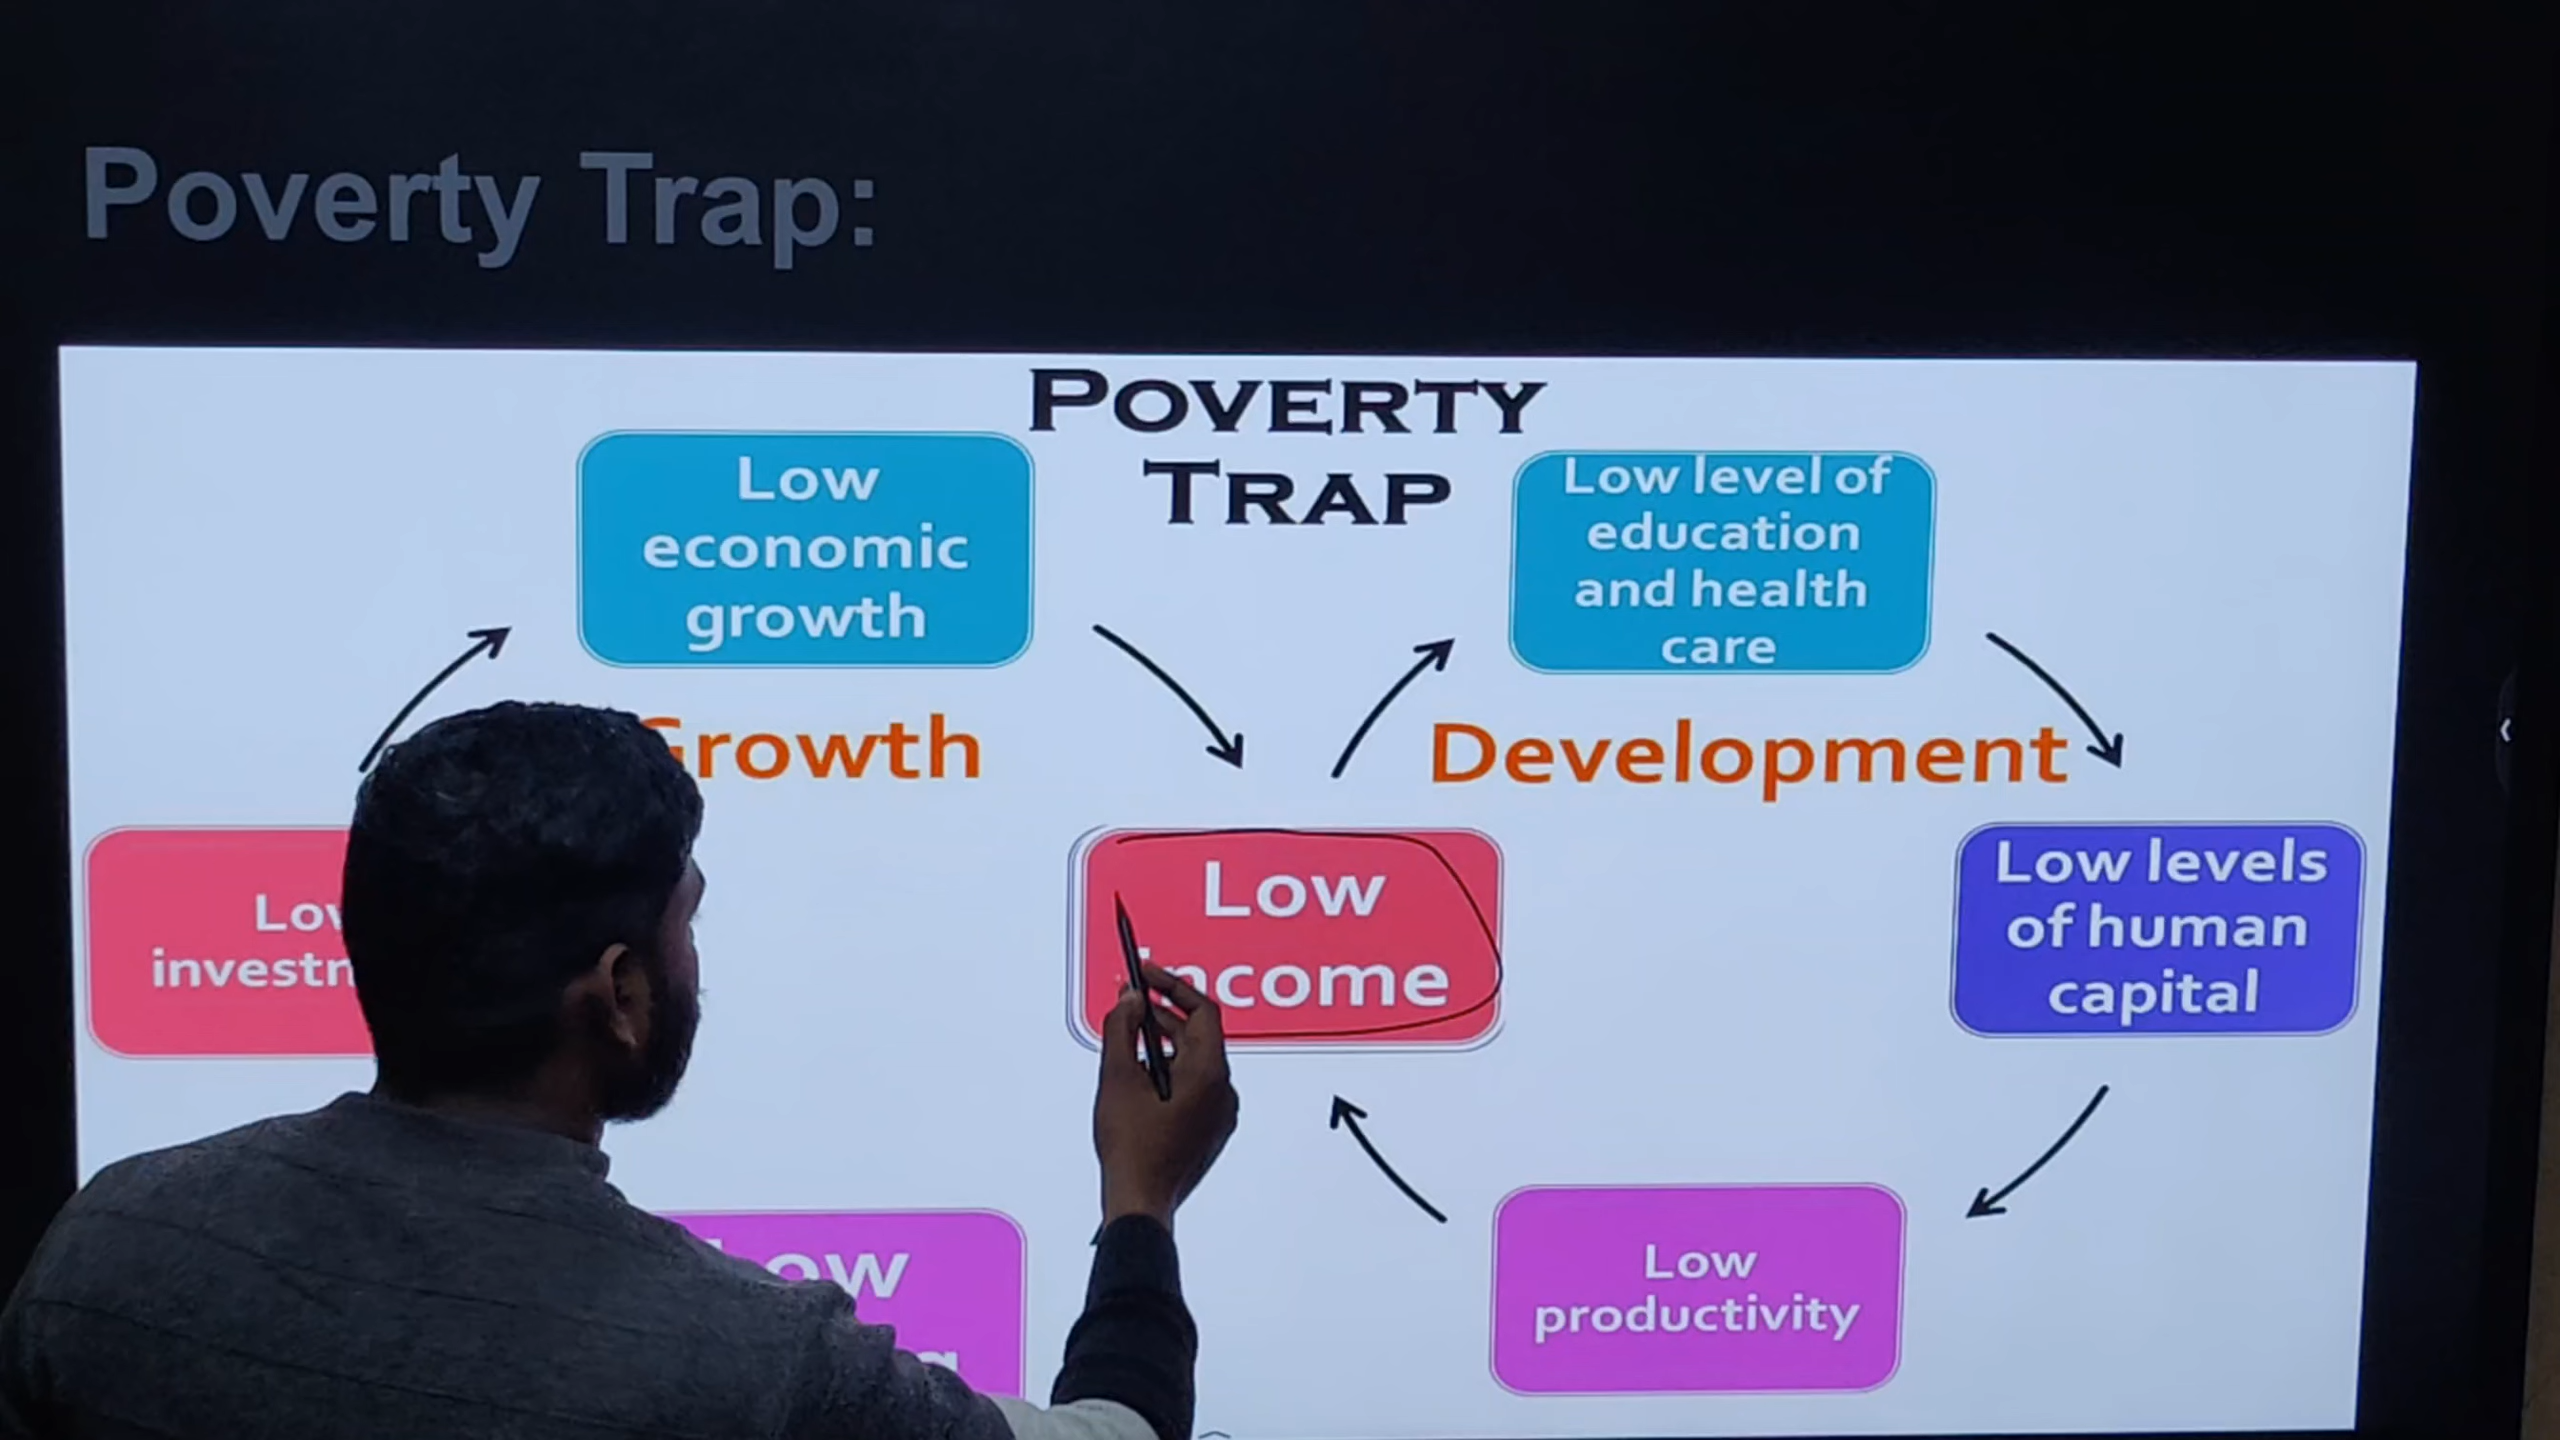 Poverty Trap:
POVERTY
TRAP
Low
economic
growth
Low level of
education
and health
care
Growth
Development
Low
income
Low levels
of human
capital
Low
productivity